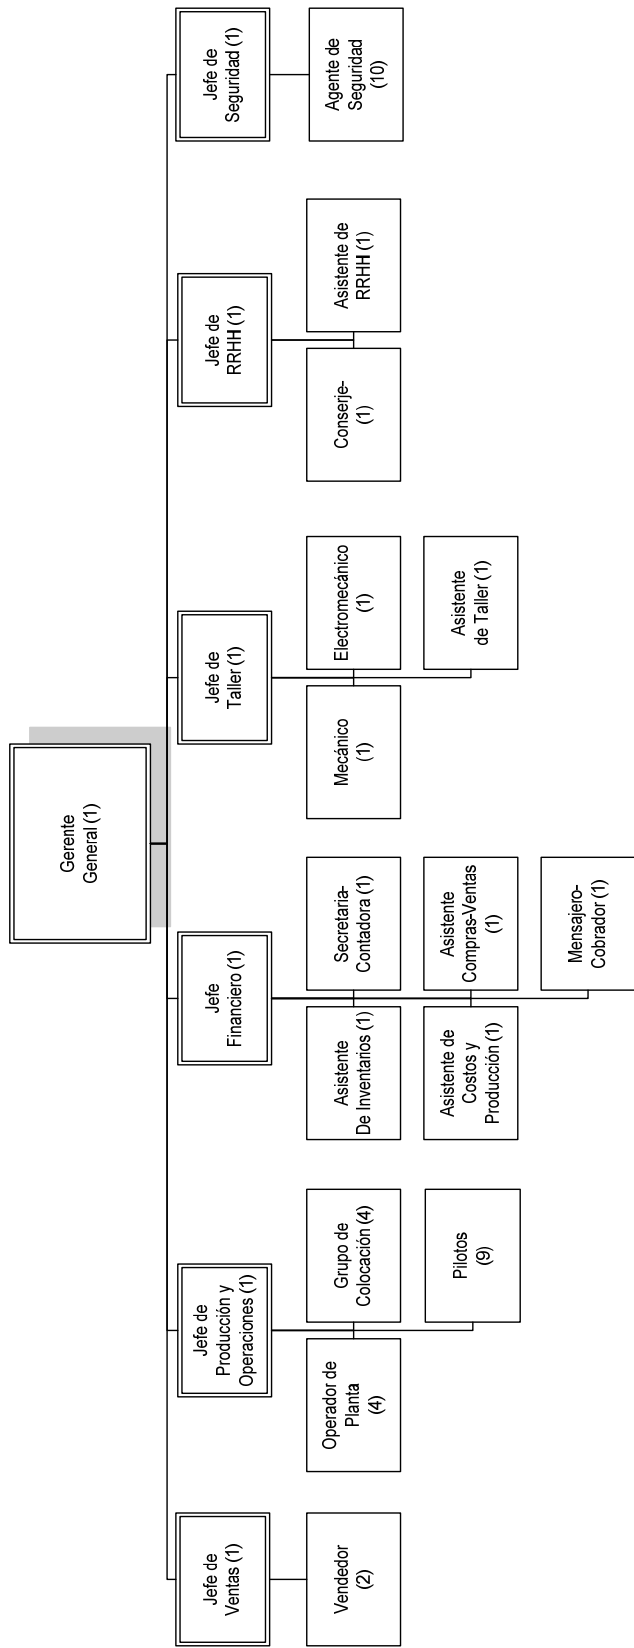 Gerente
General (1)
Jefe de
Ventas (1)
Jefe de
Producción y
Operaciones (1)
Jefe
Financiero (1)
Jefe de
Taller (1)
Jefe de
RRHH (1)
Jefe de
Seguridad (1)
Vendedor
(2)
Operador de
Planta
(4)
Grupo de
Colocación (4)
Pilotos
(9)
Asistente
De Inventarios (1)
Secretaria-
Contadora (1)
Asistente de
Costos y
Producción (1)
Asistente
Compras-Ventas
(1)
Mensajero-
Cobrador (1)
Mecánico
(1)
Electromecánico
(1)
Asistente
de Taller (1)
Conserje-
(1)
Asistente de
RRHH (1)
Agente de
Seguridad
(10)